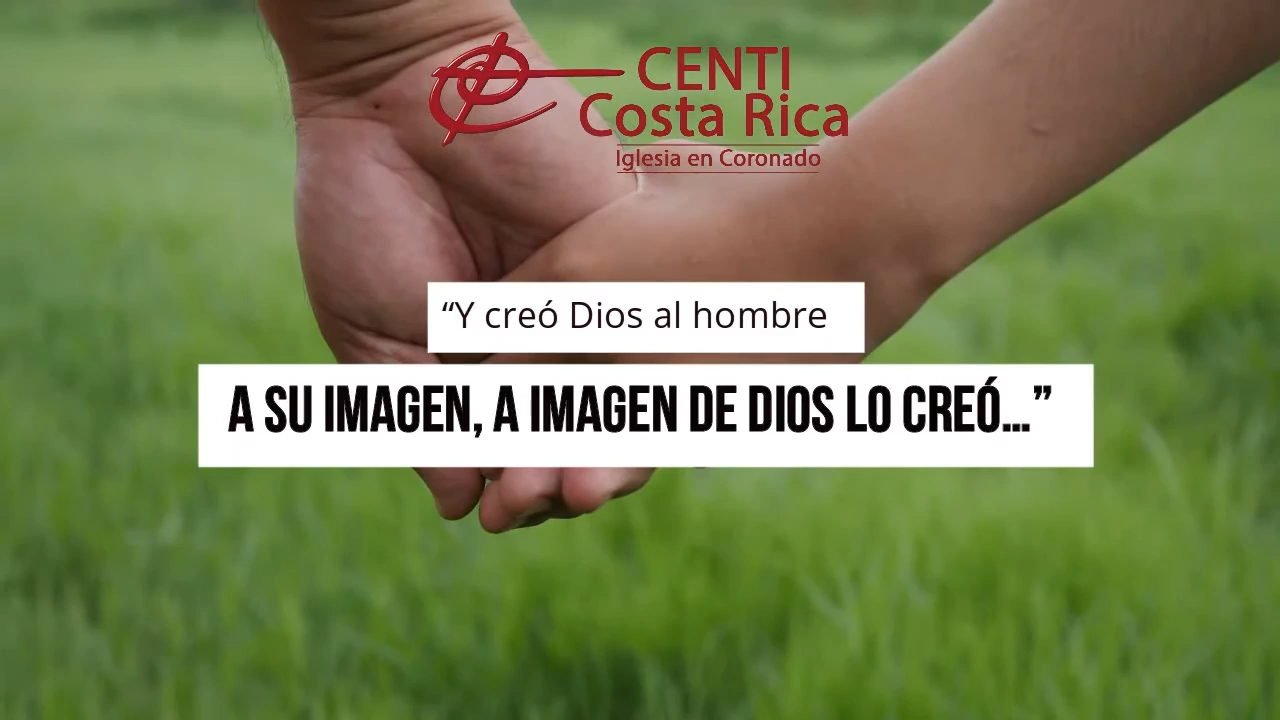 CENTI
Costa Rica
Iglesia en Coronado
“Y creó Dios al hombre
A SU IMAGEN, A IMAGEN DE DIOS LO CREÓ...”